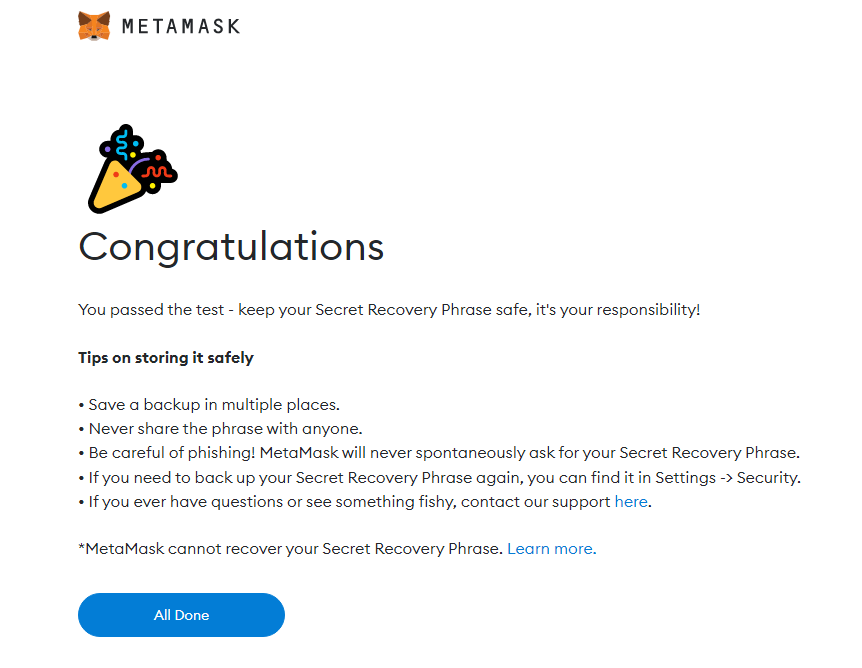 METAMASK
Congratulations
You passed the test - keep your Secret Recovery Phrase safe, it's your responsibility!
Tips on storing it safely
• Save a backup in multiple places.
• Never share the phrase with anyone.
• Be careful of phishing! MetaMask will never spontaneously ask for your Secret Recovery Phrase.
• If you need to back up your Secret Recovery Phrase again, you can find it in Settings -> Security.
• If you ever have questions or see something fishy, contact our support here.
*MetaMask cannot recover your Secret Recovery Phrase. Learn more.
All Done